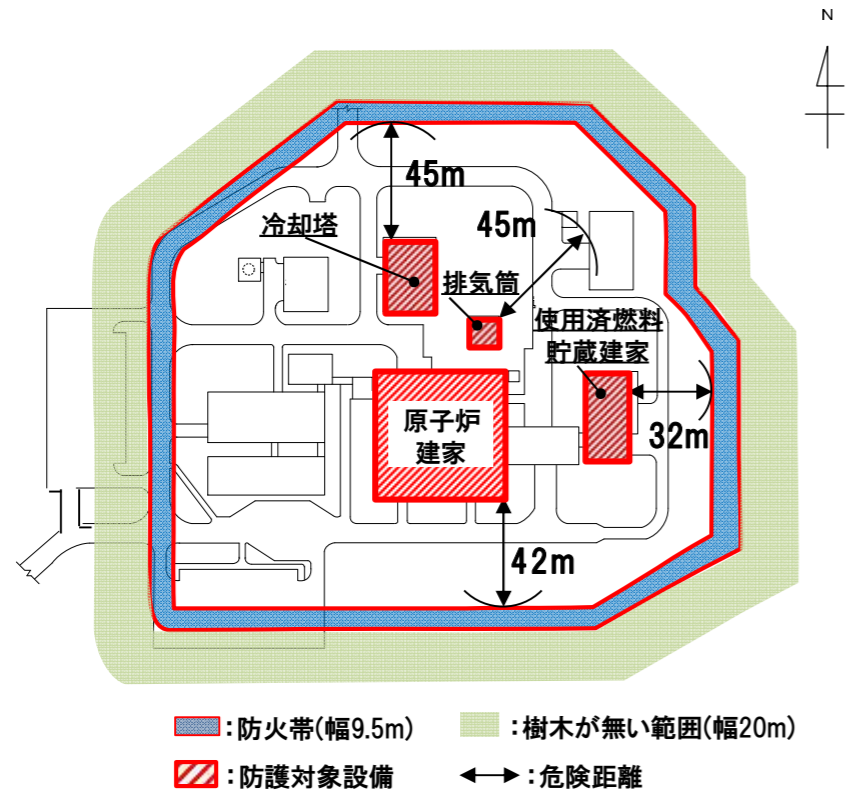 N
45m
冷却塔
45m
排気筒
使用済燃料
貯蔵建家
原子炉
建家
32m
42m
:防火帯(幅9.5m)
:樹木が無い範囲(幅20m)
:防護対象設備
:危険距離